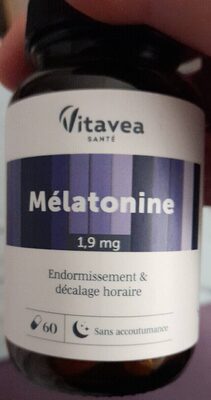 Vitavea
SANTÉ
Mélatonine
1,9 mg
Endormissement &
décalage horaire
60 Sans accoutumance